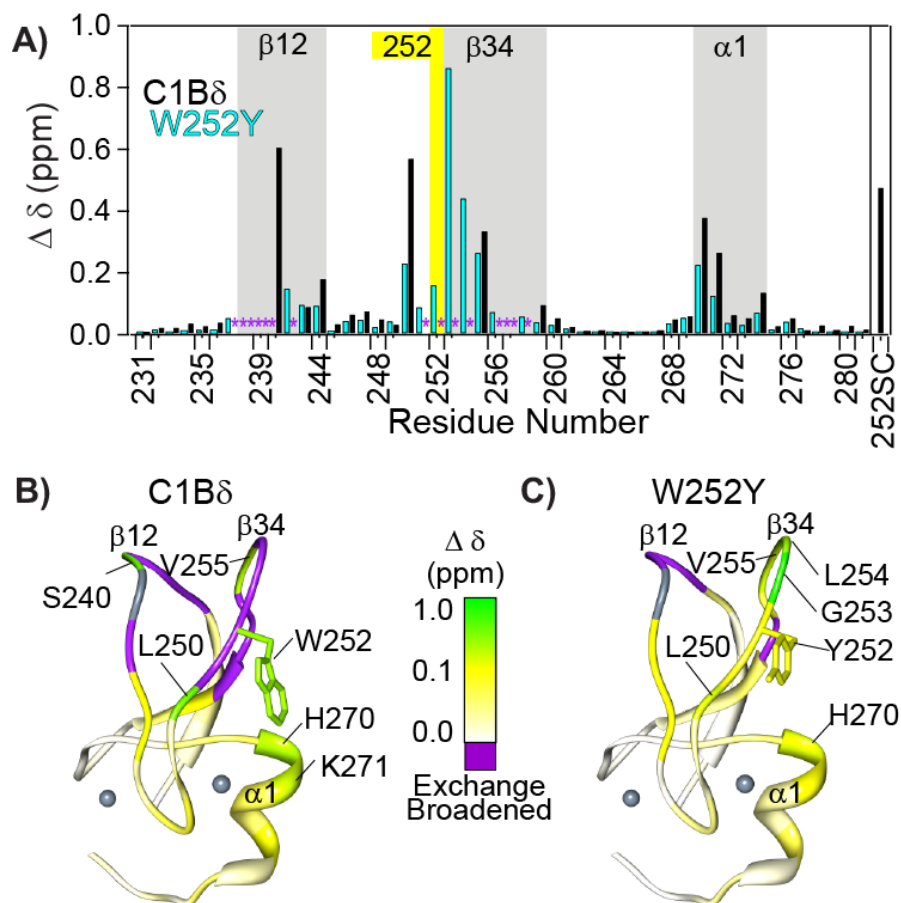 A)
1.0
0.8
0.6
0.4
0.2
0.0
Δ δ (ppm)
β12
252
β34
α1
C1Bδ
W252Y
******* * * * * ****
231
235
239
244
248
252
256
260
264
268
272
276
280
252SC
Residue Number
B)
C1Bδ
β12
β34
V255
S240
L250
W252
H270
K271
α1
Δ δ
(ppm)
1.0
0.1
0.0
Exchange
Broadened
C)
W252Y
β12
β34
V255
L254
G253
L250
Y252
H270
α1